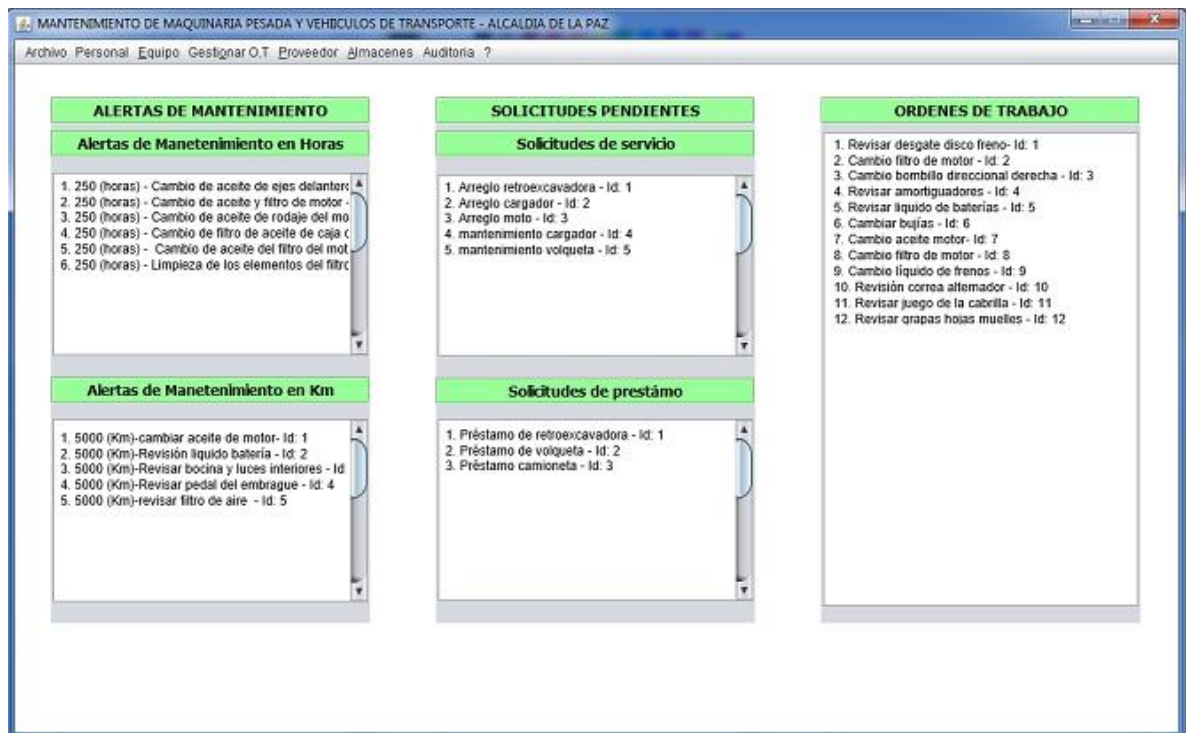 MANTENIMIENTO DE MAQUINARIA PESADA Y VEHICULOS DE TRANSPORTE - ALCALDIA DE LA PAZ
Archivo Personal Equipo Gestionar O.T Proveedor Almacenes Auditoria ?
ALERTAS DE MANTENIMIENTO
Alertas de Manetenimiento en Horas
1. 250 (horas) - Cambio de aceite de ejes delanterc
2. 250 (horas) - Cambio de aceite y filtro de motor -
3. 250 (horas) - Cambio de aceite de rodaje del mo
4. 250 (horas) - Cambio de filtro de aceite de caja c
5. 250 (horas) - Cambio de aceite del filtro del mot
6. 250 (horas) - Limpieza de los elementos del filtrc
Alertas de Manetenimiento en Km
1. 5000 (Km)-cambiar aceite de motor- Id: 1
2. 5000 (Km)-Revisión liquido batería - Id: 2
3. 5000 (Km)-Revisar bocina y luces interiores - Id
4. 5000 (Km)-Revisar pedal del embrague - Id: 4
5. 5000 (Km)-revisar filtro de aire - Id: 5
SOLICITUDES PENDIENTES
Solicitudes de servicio
1. Arreglo retroexcavadora - Id: 1
2. Arreglo cargador - Id: 2
3. Arreglo moto - Id: 3
4. mantenimiento cargador - Id: 4
5. mantenimiento volqueta - Id: 5
Solicitudes de prestámo
1. Préstamo de retroexcavadora - Id: 1
2. Préstamo de volqueta - Id: 2
3. Préstamo camioneta - Id: 3
ORDENES DE TRABAJO
1. Revisar desgate disco freno- Id: 1
2. Cambio filtro de motor - Id: 2
3. Cambio bombillo direccional derecha - Id: 3
4. Revisar amortiguadores - Id: 4
5. Revisar liquido de baterías - Id: 5
6. Cambiar bujías - Id: 6
7. Cambio aceite motor- Id: 7
8. Cambio filtro de motor - Id: 8
9. Cambio líquido de frenos - Id: 9
10. Revisión correa alternador - Id: 10
11. Revisar juego de la cabrilla - Id: 11
12. Revisar grapas hojas muelles - Id: 12